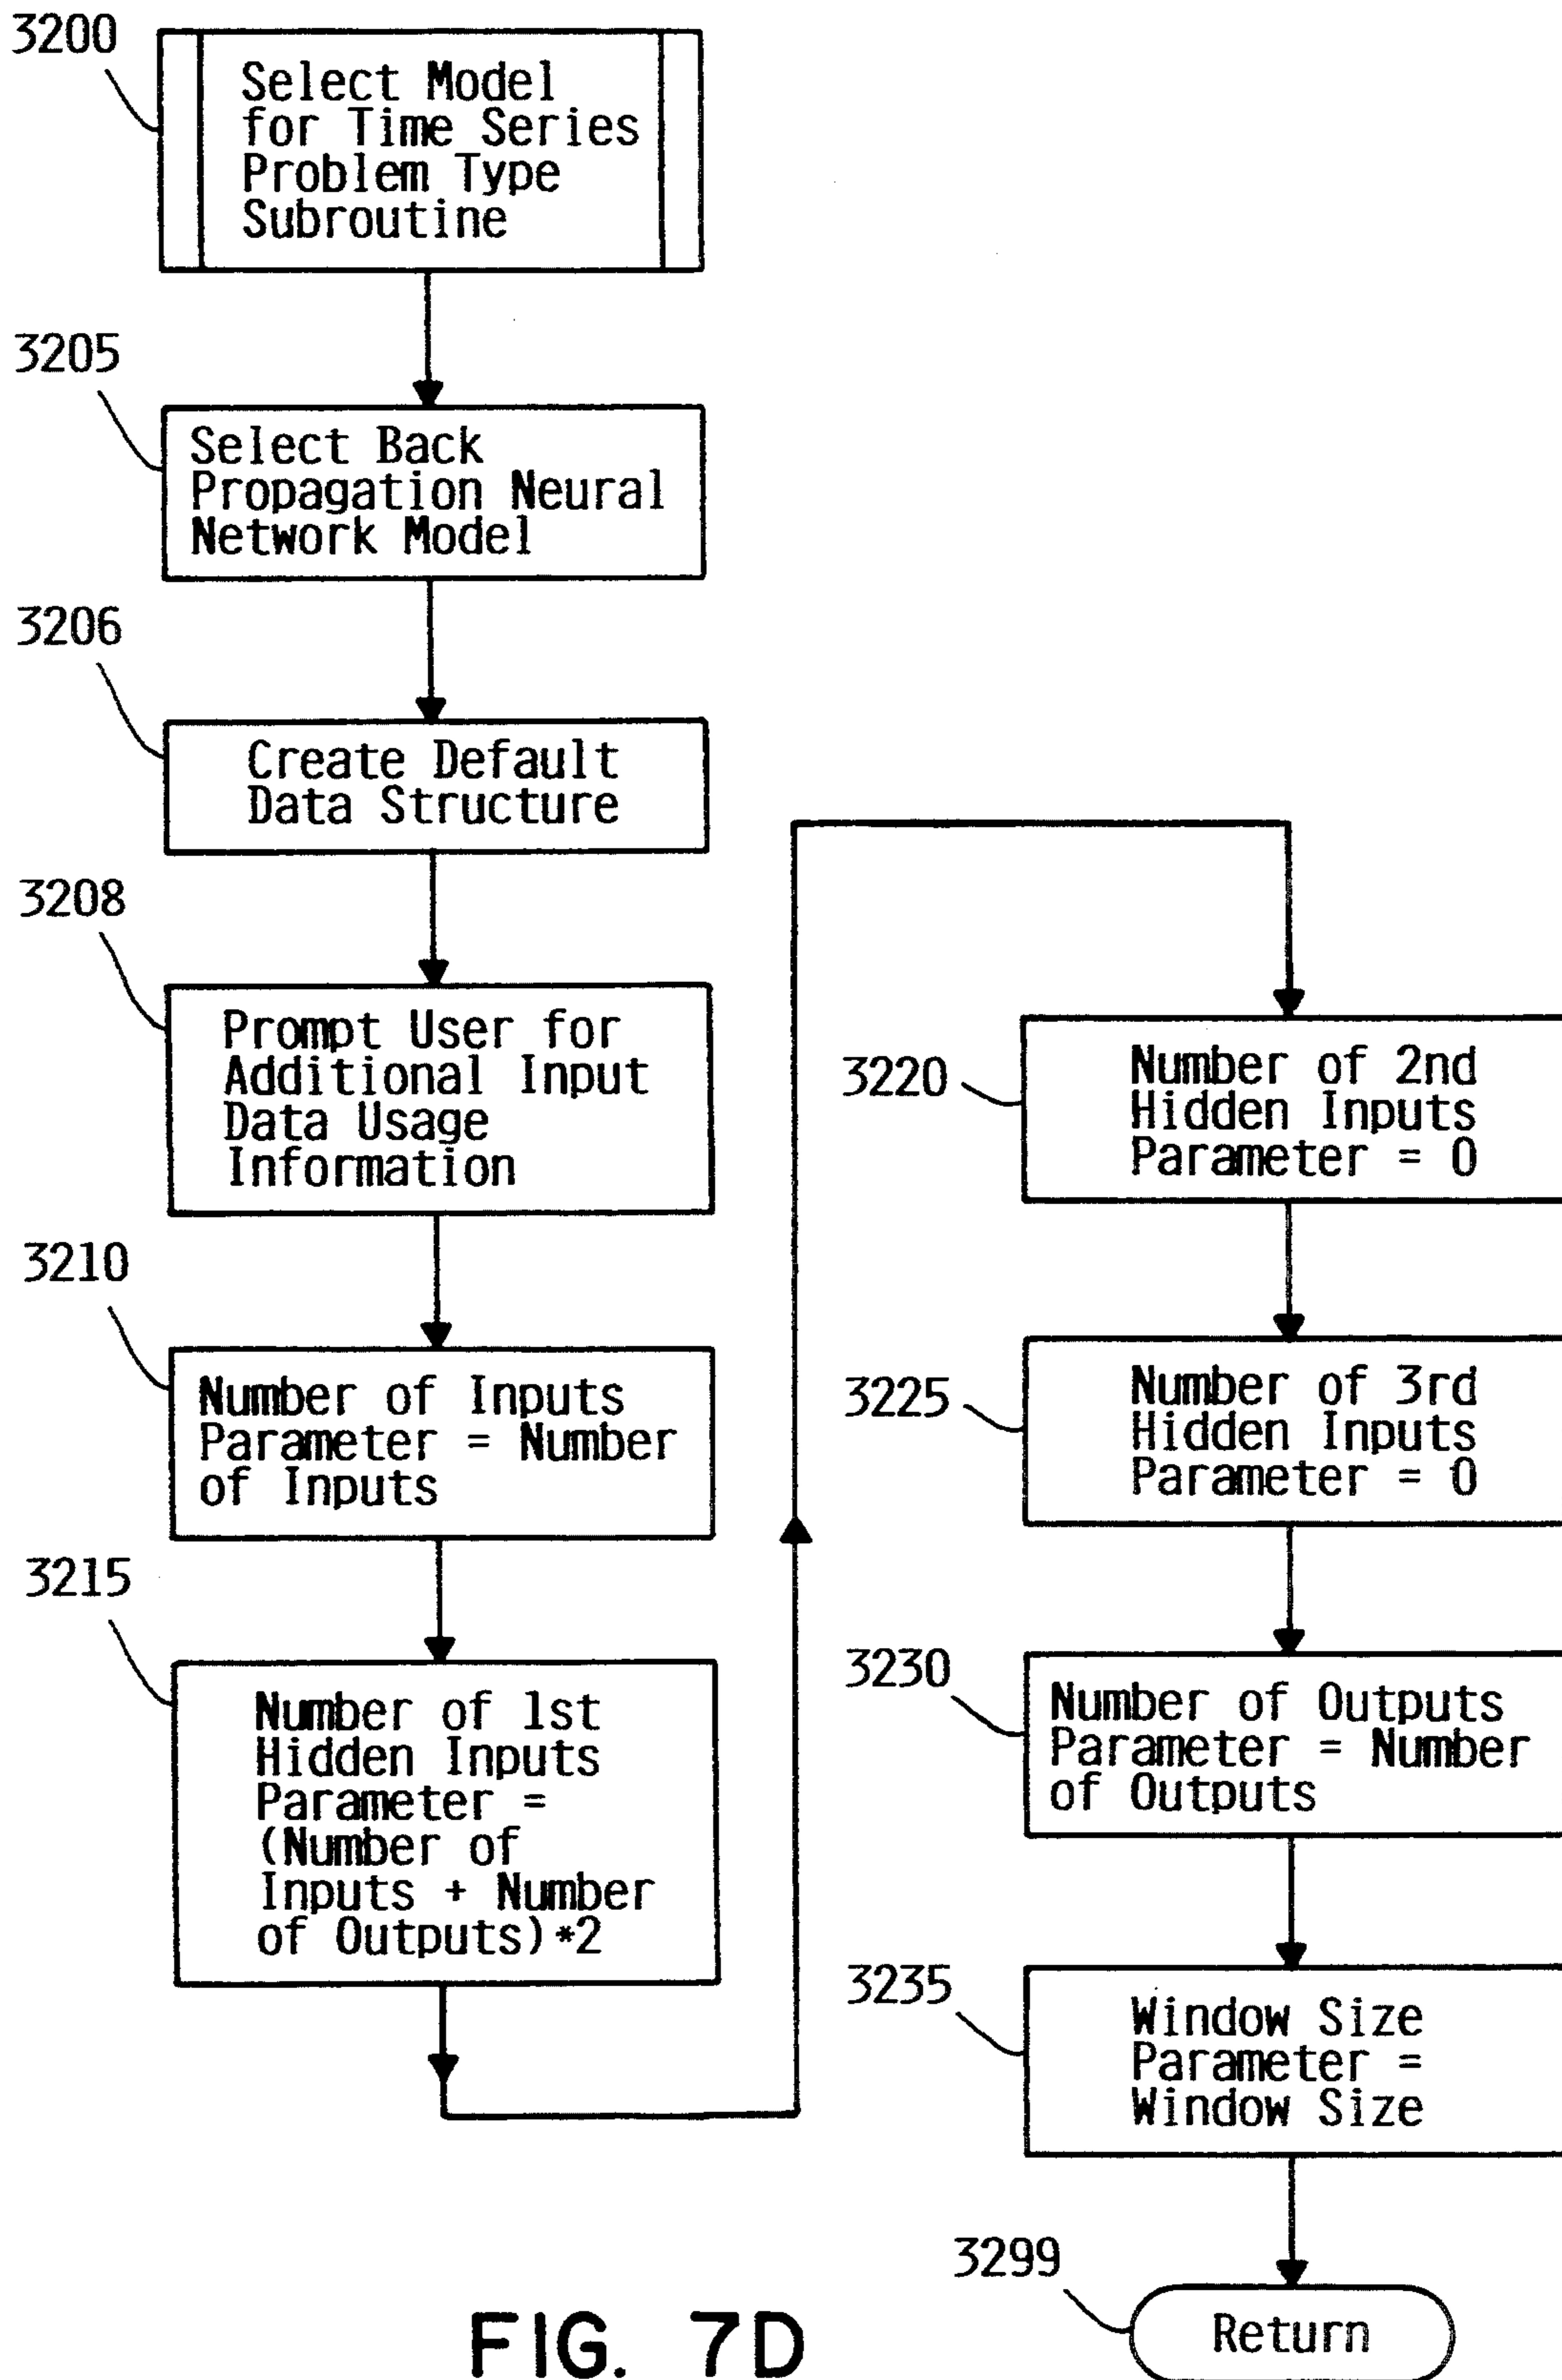 3200
Select Model
for Time Series
Problem Type
Subroutine
3205
Select Back
Propagation Neural
Network Model
3206
Create Default
Data Structure
3208
Prompt User for
Additional Input
Data Usage
Information
3210
Number of Inputs
Parameter = Number
of Inputs
3215
Number of 1st
Hidden Inputs
Parameter =
(Number of
Inputs + Number
of Outputs)*2
3220
Number of 2nd
Hidden Inputs
Parameter = 0
3225
Number of 3rd
Hidden Inputs
Parameter = 0
3230
Number of Outputs
Parameter = Number
of Outputs
3235
Window Size
Parameter =
Window Size
3299
Return
FIG. 7D